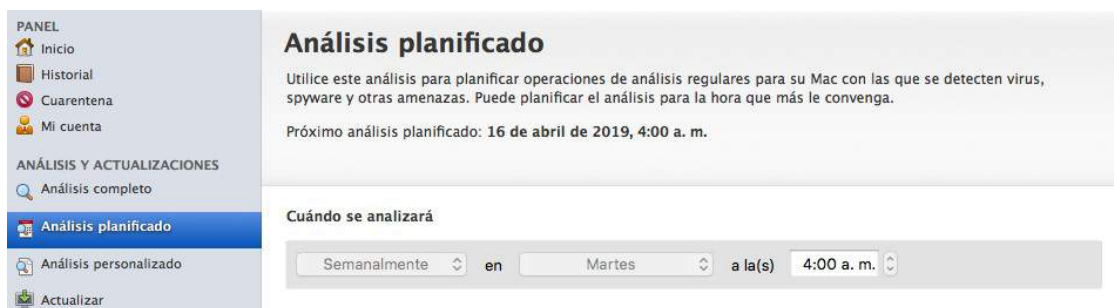 PANEL
Inicio
Historial
Cuarentena
Mi cuenta
ANÁLISIS Y ACTUALIZACIONES
Análisis completo
Análisis planificado
Análisis personalizado
Actualizar
Análisis planificado
Utilice este análisis para planificar operaciones de análisis regulares para su Mac con las que se detecten virus,
spyware y otras amenazas. Puede planificar el análisis para la hora que más le convenga.
Próximo análisis planificado: 16 de abril de 2019, 4:00 a. m.
Cuándo se analizará
Semanalmente en Martes a la(s) 4:00 a. m.